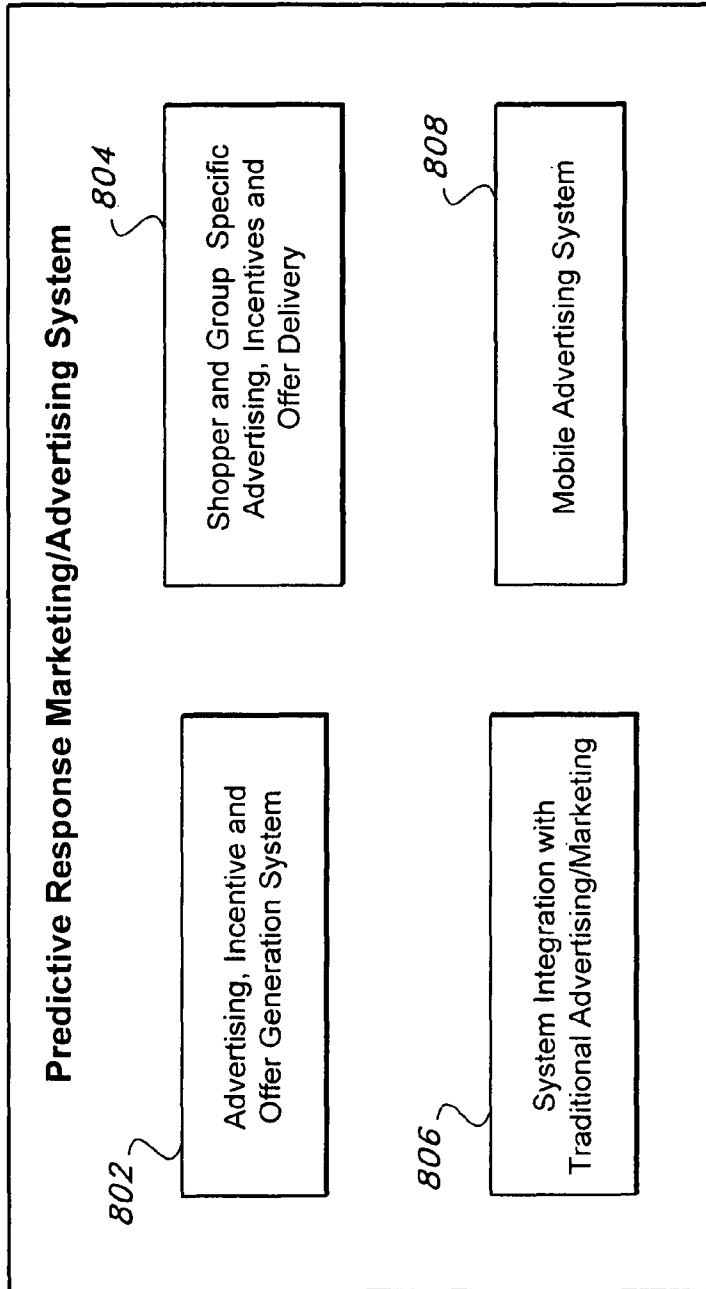 Predictive Response Marketing/Advertising System
802
Advertising, Incentive and
Offer Generation System
804
Shopper and Group Specific
Advertising, Incentives and
Offer Delivery
806
System Integration with
Traditional Advertising/Marketing
808
Mobile Advertising System